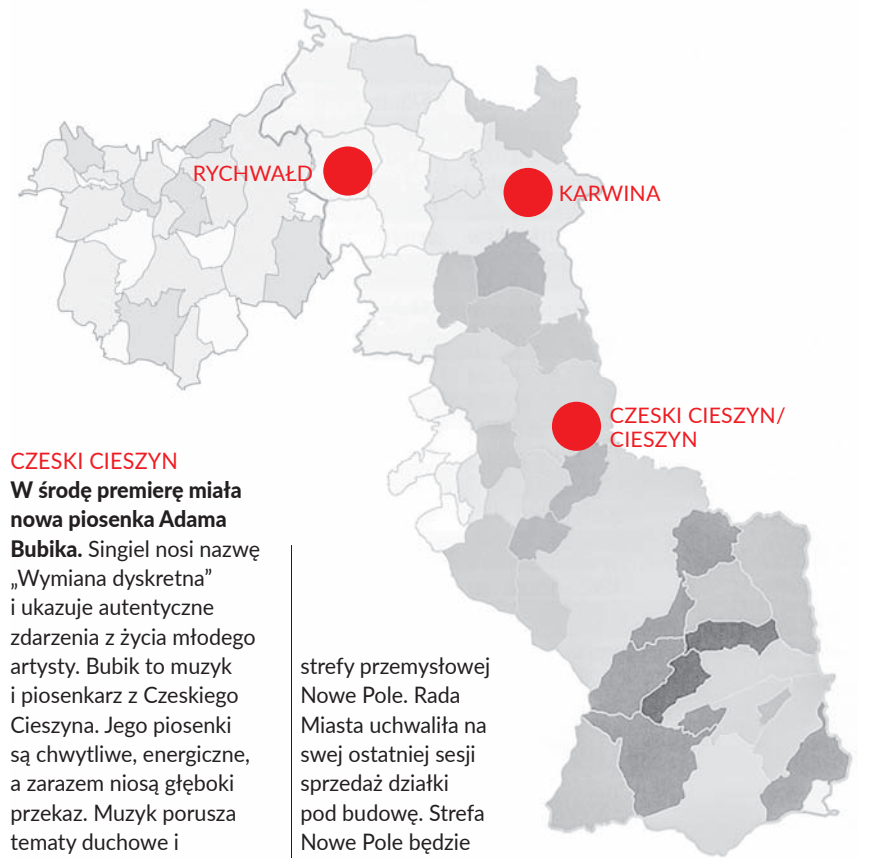 RYCHWAŁD
KARWINA
CZESKI CIESZYN/
CIESZYN
CZESKI CIESZYN
W środę premierę miała
nowa piosenka Adama
Bubika. Singiel nosi nazwę
„Wymiana dyskretna”
i ukazuje autentyczne
zdarzenia z życia młodego
artysty. Bubik to muzyk
i piosenkarz z Czeskiego
Cieszyna. Jego piosenki
są chwytliwe, energiczne,
a zarazem niosą głęboki
przekaz. Muzyk porusza
tematy duchowe i
strefy przemysłowej
Nowe Pole. Rada
Miasta uchwaliła na
swej ostatniej sesji
sprzedaż działki
pod budowę. Strefa
Nowe Pole będzie